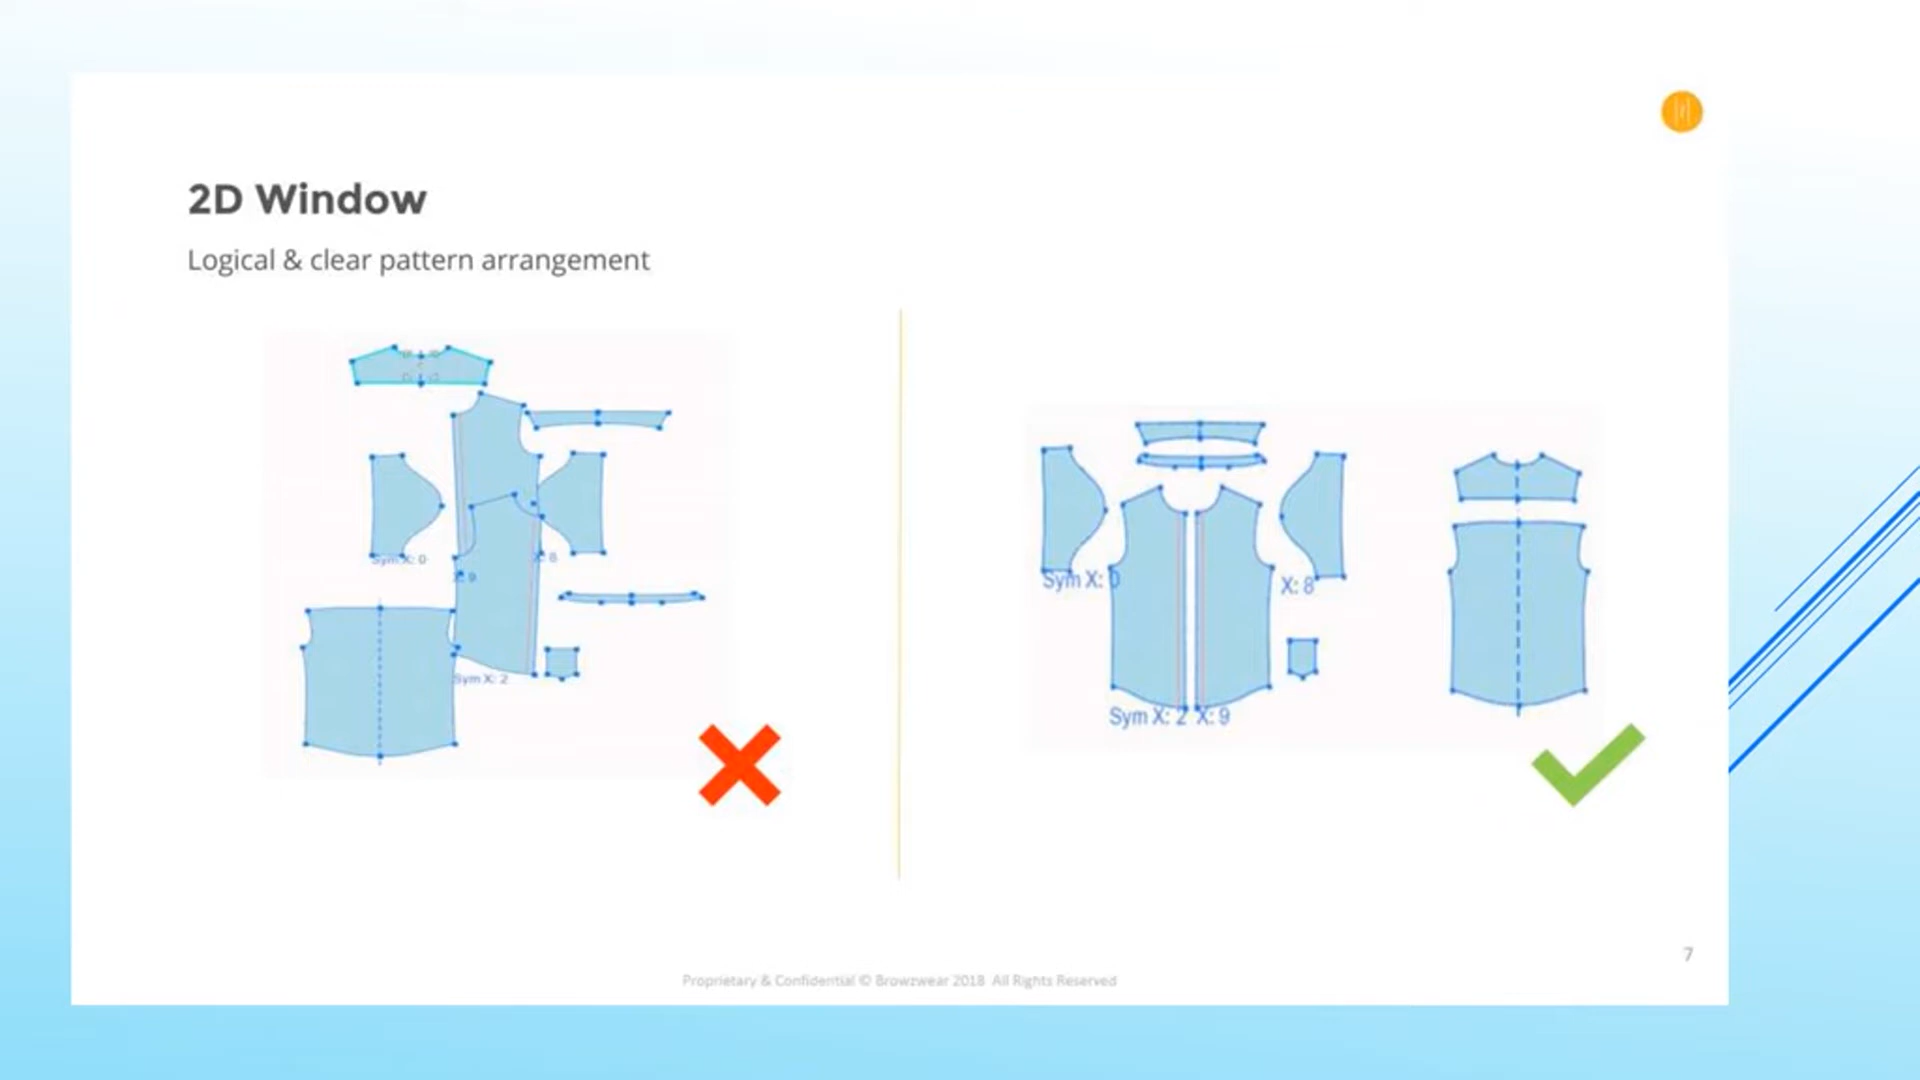 2D Window
Logical & clear pattern arrangement
Sym X: 0
X: 8
X: 9
Sym X: 2
Sym X: 0
X: 8
Sym X: 2 X: 9
7
Proprietary & Confidential © Browzwear 2018 All Rights Reserved